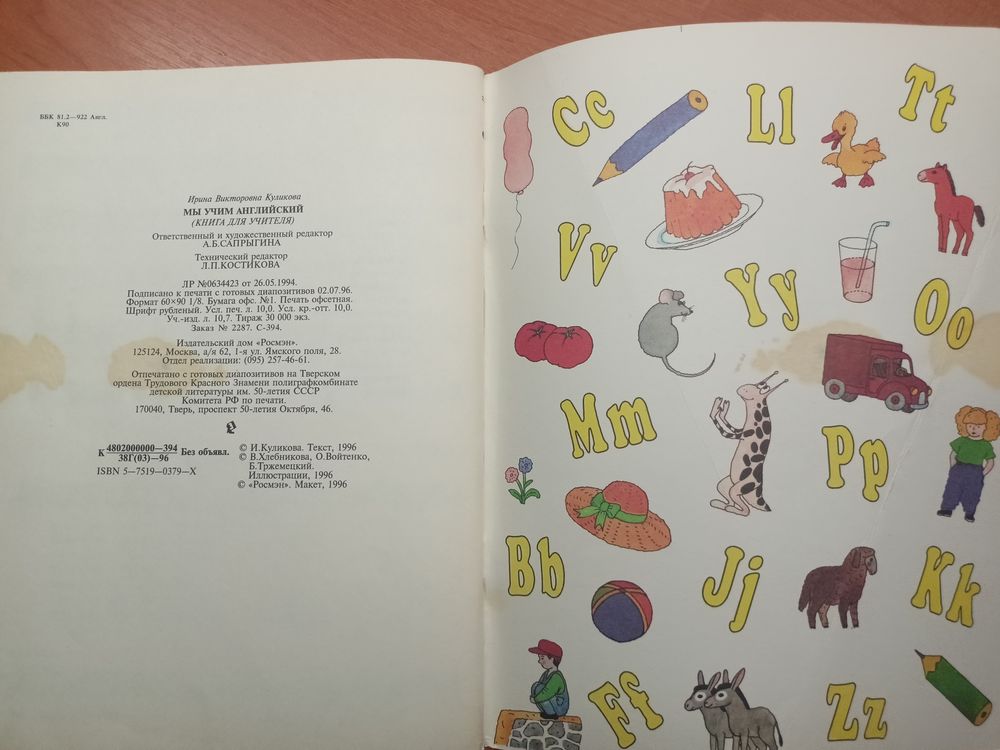 ББК 81.2—922 Англ.
К90
Ирина Викторовна Куликова
МЫ УЧИМ АНГЛИЙСКИЙ
(КНИГА ДЛЯ УЧИТЕЛЯ)
Ответственный и художественный редактор
А.Б.САПРЫГИНА
Технический редактор
Л.П.КОСТИКОВА
ЛР №0634423 от 26.05.1994.
Подписано к печати с готовых диапозитивов 02.07.96.
Формат 60×90 1/8. Бумага офс. №1. Печать офсетная.
Шрифт рубленый. Усл. печ. л. 10,0. Усл. кр.-отт. 10,0.
Уч.-изд. л. 10,7. Тираж 30 000 экз.
Заказ № 2287. С-394.
Издательский дом «Росмэн».
125124, Москва, а/я 62, 1-я ул. Ямского поля, 28.
Отдел реализации: (095) 257-46-61.
Отпечатано с готовых диапозитивов на Тверском
ордена Трудового Красного Знамени полиграфкомбинате
детской литературы им. 50-летия СССР
Комитета РФ по печати.
170040, Тверь, проспект 50-летия Октября, 46.
К 4802000000—394 Без объявл.
38Г(03)—96
ISBN 5—7519—0379—X
© И.Куликова. Текст, 1996
© В.Хлебникова, О.Войтенко,
Б.Тржемецкий.
Иллюстрации, 1996
© «Росмэн». Макет, 1996
Cc
Ll
Tt
Vv
Yy
Oo
Mm
Pp
Bb
Jj
Kk
Ff
Zz